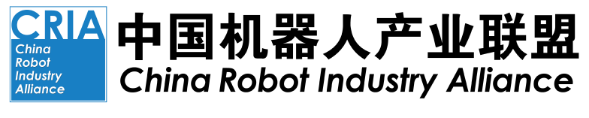 CRIA
China
Robot
Industry
Alliance
中国机器人产业联盟
China Robot Industry Alliance